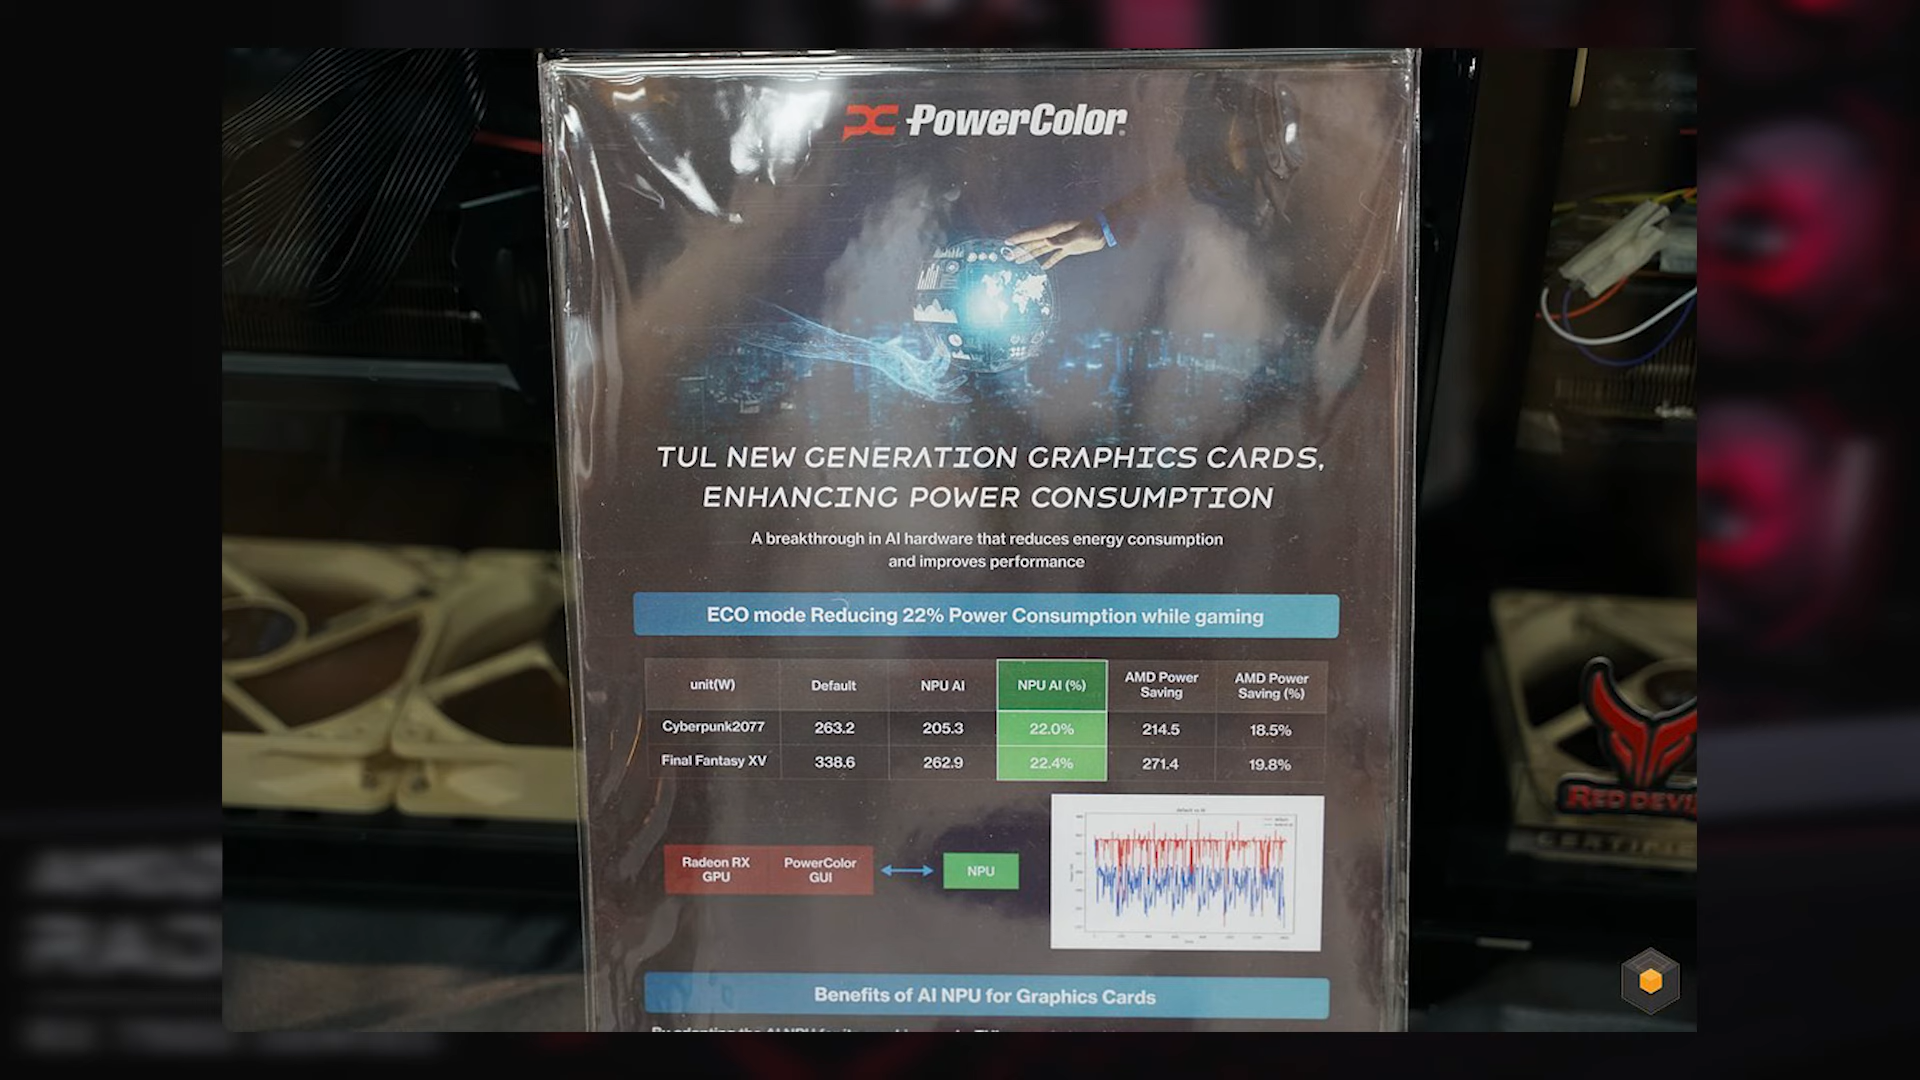 PowerColor
TUL NEW GENERATION GRAPHICS CARDS,
ENHANCING POWER CONSUMPTION
A breakthrough in AI hardware that reduces energy consumption
and improves performance
ECO mode Reducing 22% Power Consumption while gaming
unit(W) Default NPU AI NPU AI (%) AMD Power Saving AMD Power Saving (%)
Cyberpunk2077 263.2 205.3 22.0% 214.5 18.5%
Final Fantasy XV 338.6 262.9 22.4% 271.4 19.8%
Radeon RX GPU
PowerColor GUI
NPU
Benefits of AI NPU for Graphics Cards
RED DEVIL